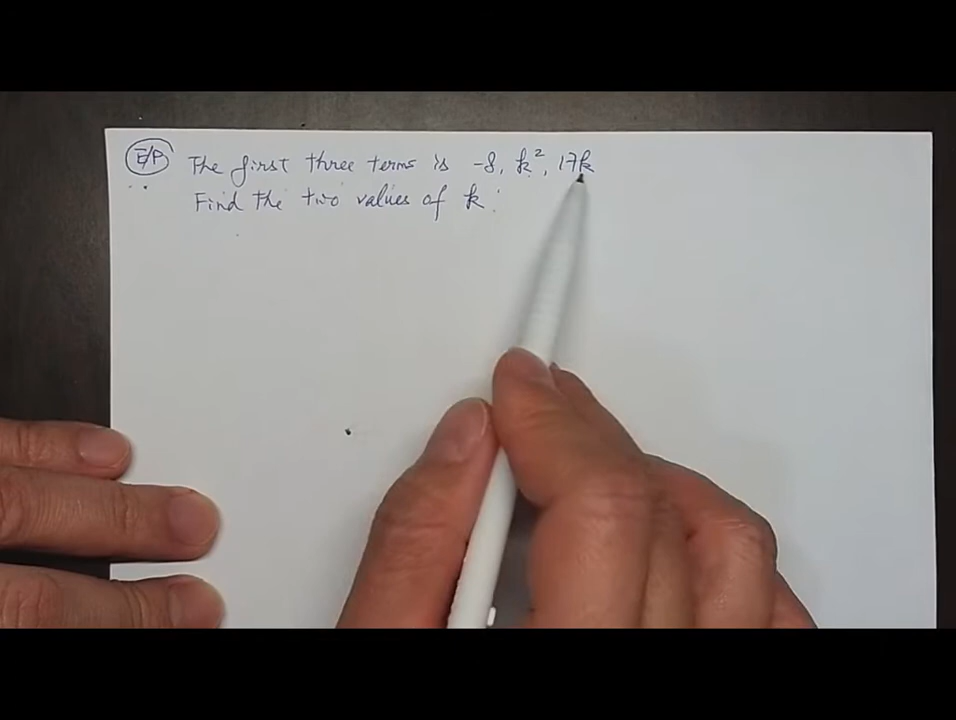 E/P The first three terms is -8, k², 17k
Find the two values of k.